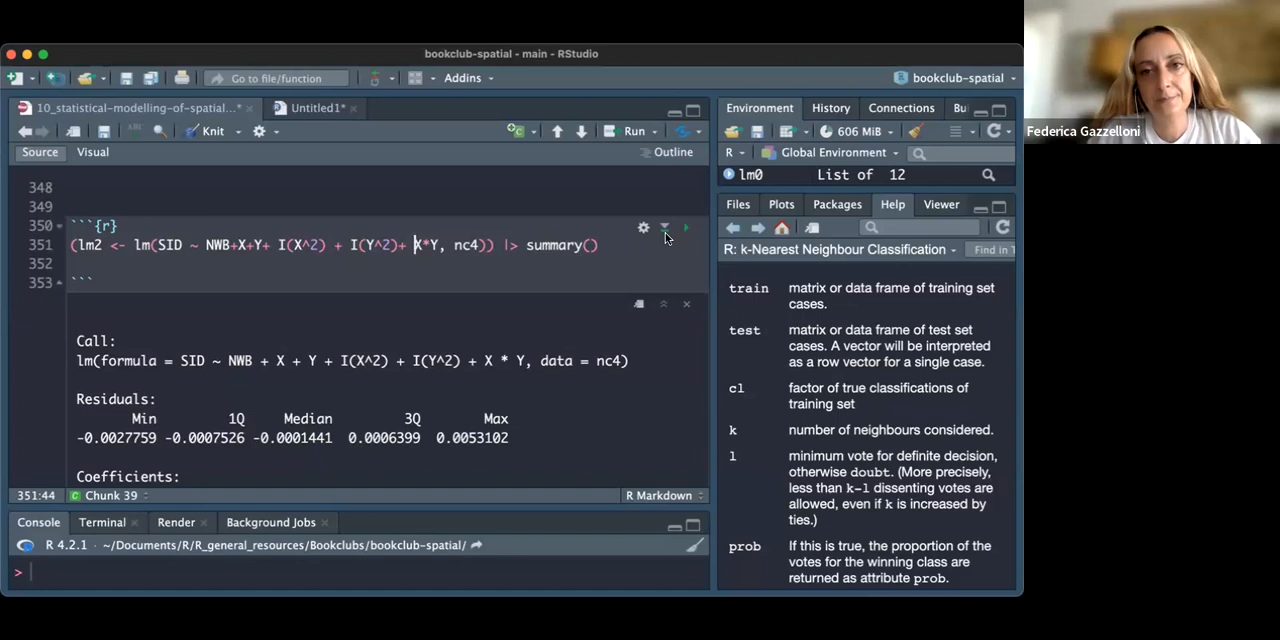 bookclub-spatial - main - RStudio
Go to file/function
Addins
bookclub-spatial
10_statistical-modelling-of-spatial...*
Untitled1*
Knit
Run
Source Visual
Outline
348
349
350 ```{r}
351 (lm2 <- lm(SID ~ NWB+X+Y+ I(X^2) + I(Y^2)+ X*Y, nc4)) |> summary()
352
353 ```
Call:
lm(formula = SID ~ NWB + X + Y + I(X^2) + I(Y^2) + X * Y, data = nc4)
Residuals:
Min 1Q Median 3Q Max
-0.0027759 -0.0007526 -0.0001441 0.0006399 0.0053102
Coefficients:
351:44 Chunk 39 R Markdown
Console Terminal Render Background Jobs
R 4.2.1 · ~/Documents/R/R_general_resources/Bookclubs/bookclub-spatial/
>
Environment History Connections Bu
606 MiB
R Global Environment
lm0 List of 12
Files Plots Packages Help Viewer
R: k-Nearest Neighbour Classification Find in T
train matrix or data frame of training set
cases.
test matrix or data frame of test set
cases. A vector will be interpreted
as a row vector for a single case.
cl factor of true classifications of
training set
k number of neighbours considered.
l minimum vote for definite decision,
otherwise doubt. (More precisely,
less than k-l dissenting votes are
allowed, even if k is increased by
ties.)
prob If this is true, the proportion of the
votes for the winning class are
returned as attribute prob.
Federica Gazzelloni